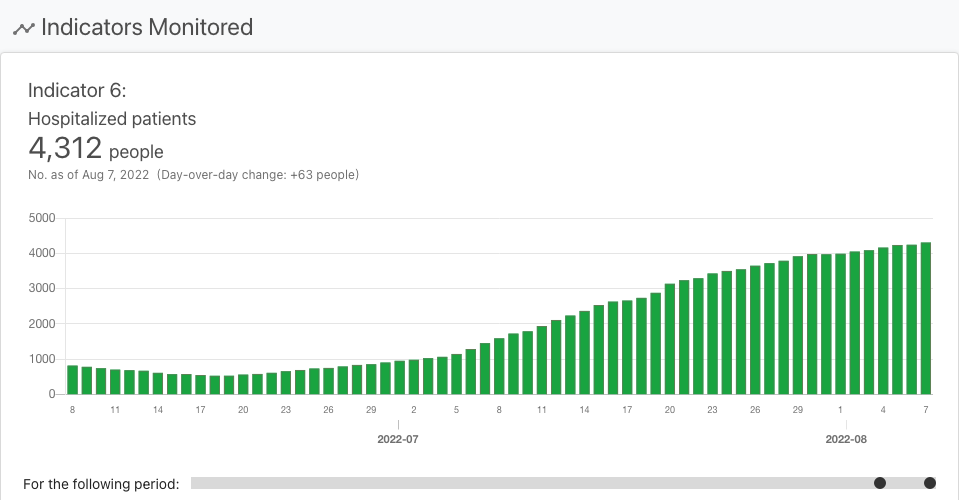 Indicators Monitored
Indicator 6:
Hospitalized patients
4,312 people
No. as of Aug 7, 2022 (Day-over-day change: +63 people)
5000
4000
3000
2000
1000
0
8 11 14 17 20 23 26 29 2 5 8 11 14 17 20 23 26 29 1 4 7
2022-07 2022-08
For the following period: